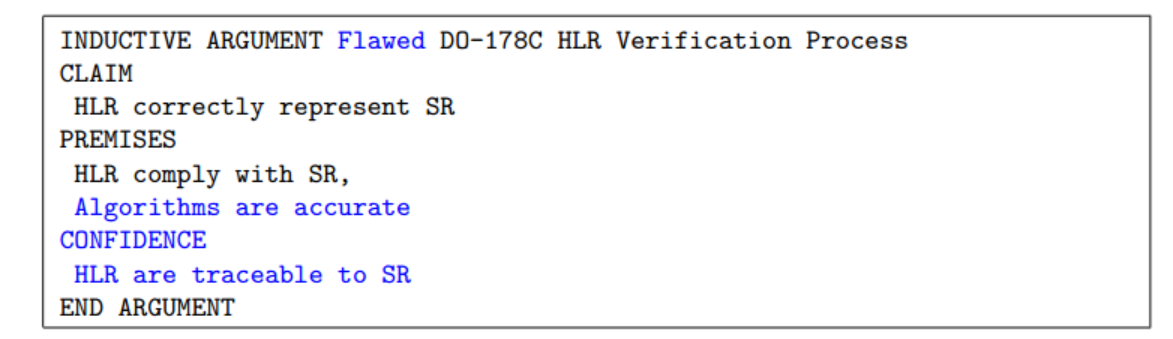 INDUCTIVE ARGUMENT Flawed DO-178C HLR Verification Process
CLAIM
HLR correctly represent SR
PREMISES
HLR comply with SR,
Algorithms are accurate
CONFIDENCE
HLR are traceable to SR
END ARGUMENT